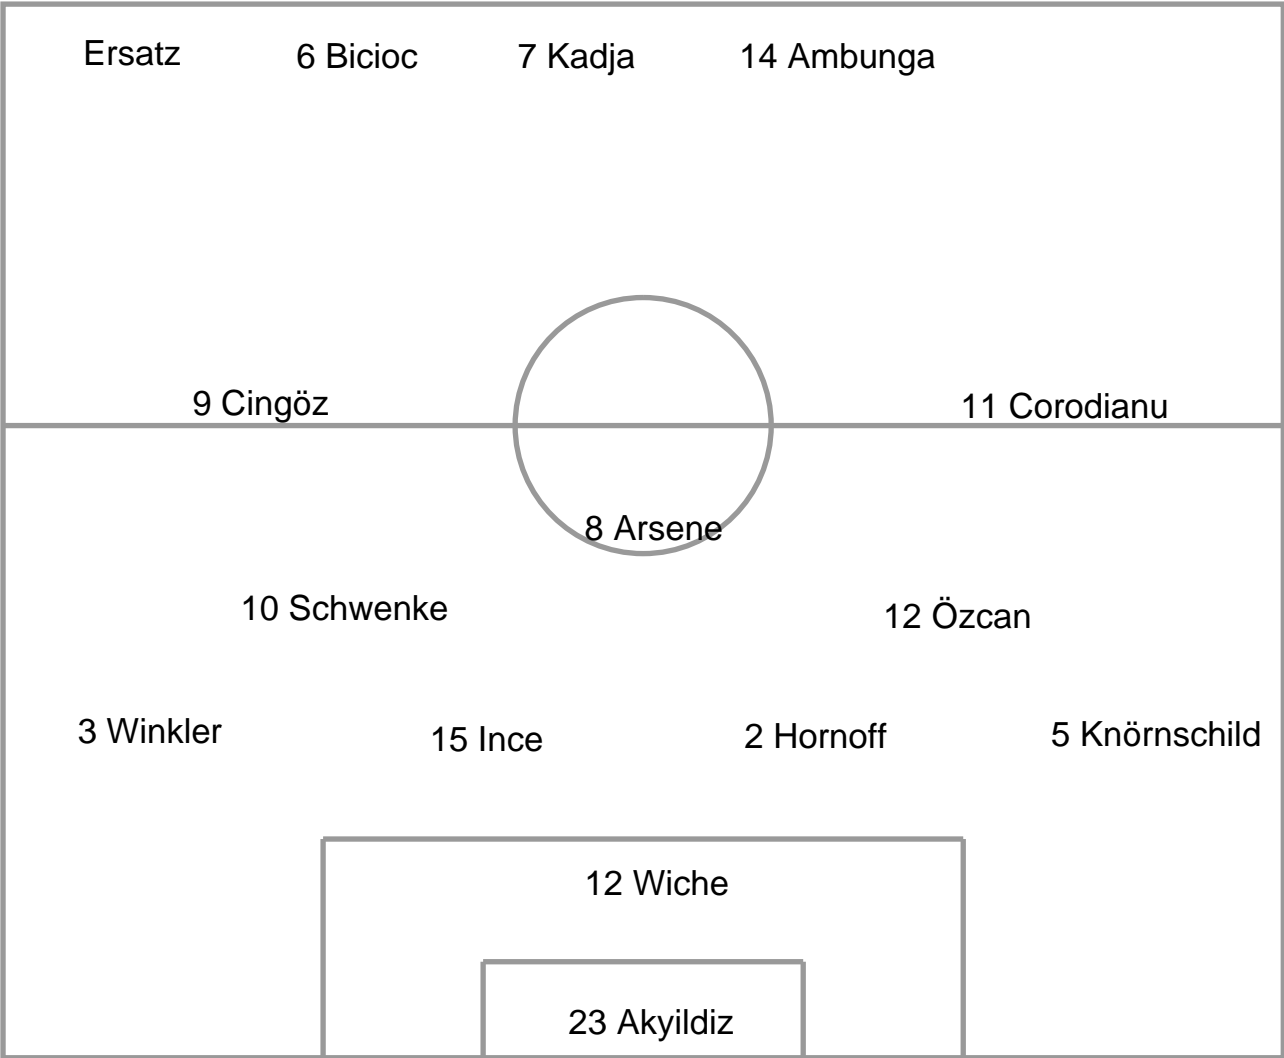 Ersatz 6 Bicioc 7 Kadja 14 Ambunga
9 Cingöz 11 Corodianu
8 Arsene
10 Schwenke 12 Özcan
3 Winkler 15 Ince 2 Hornoff 5 Knörnschild
12 Wiche
23 Akyildiz